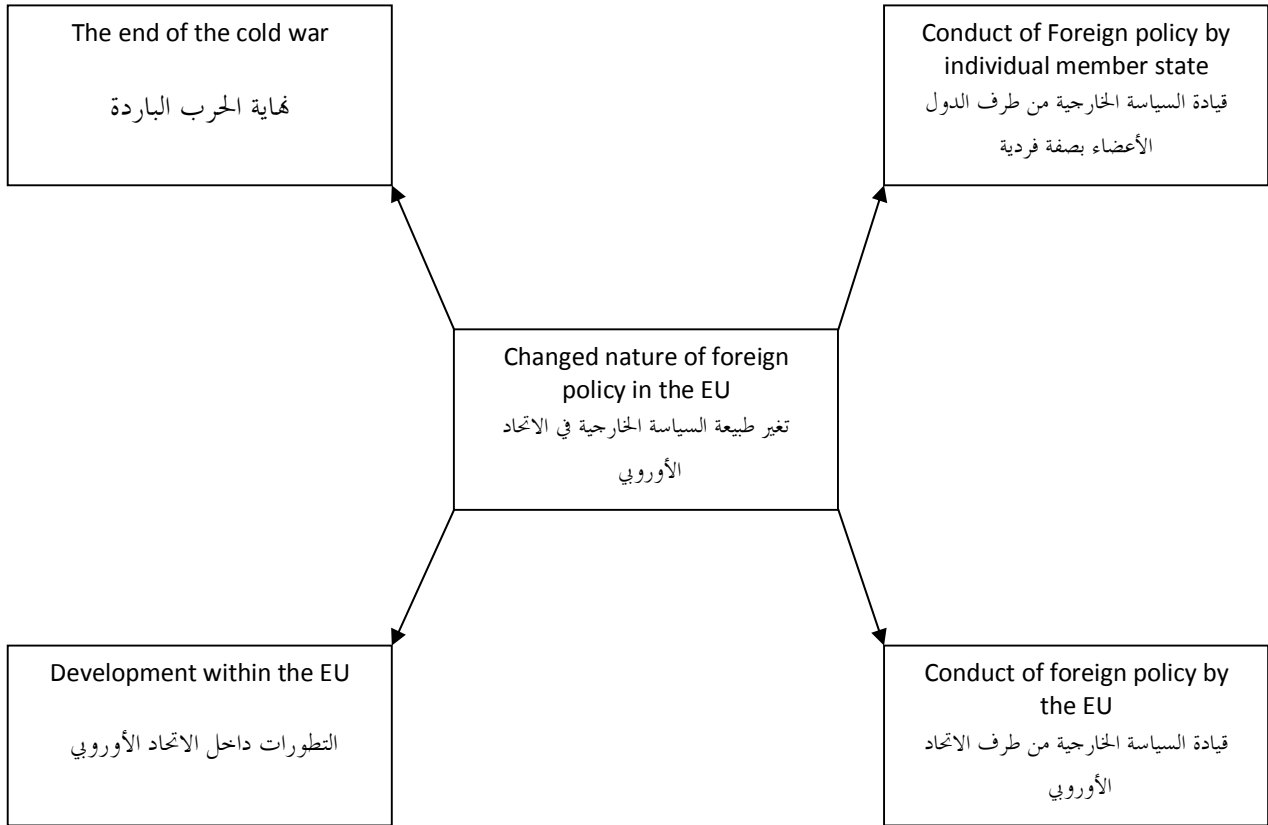 The end of the cold war
نهاية الحرب الباردة
Conduct of Foreign policy by
individual member state
قيادة السياسة الخارجية من طرف الدول
الأعضاء بصفة فردية
Changed nature of foreign
policy in the EU
تغير طبيعة السياسة الخارجية في الاتحاد
الأوروبي
Development within the EU
التطورات داخل الاتحاد الأوروبي
Conduct of foreign policy by
the EU
قيادة السياسة الخارجية من طرف الاتحاد
الأوروبي